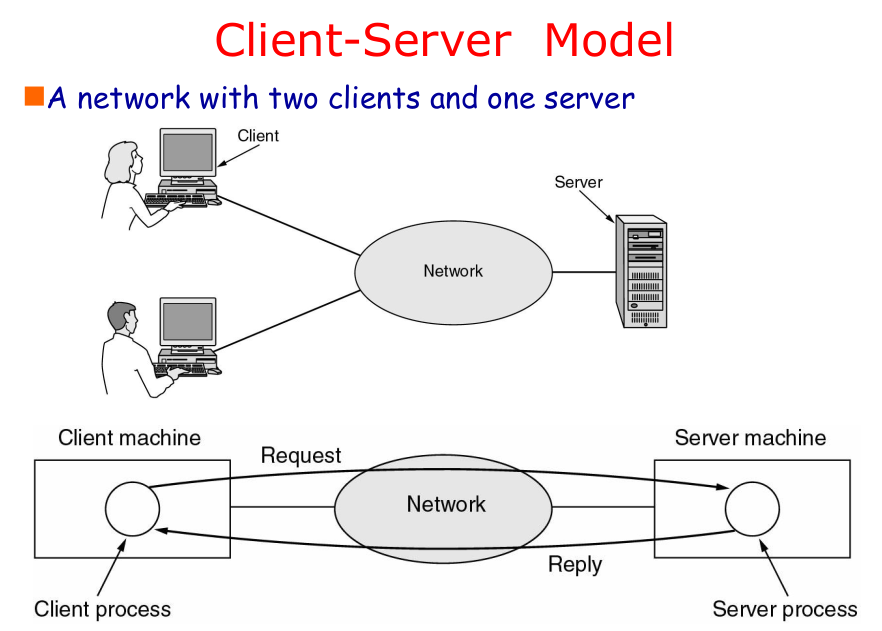 Client-Server Model
A network with two clients and one server
Client
Server
Network
Client machine
Server machine
Request
Network
Reply
Client process
Server process